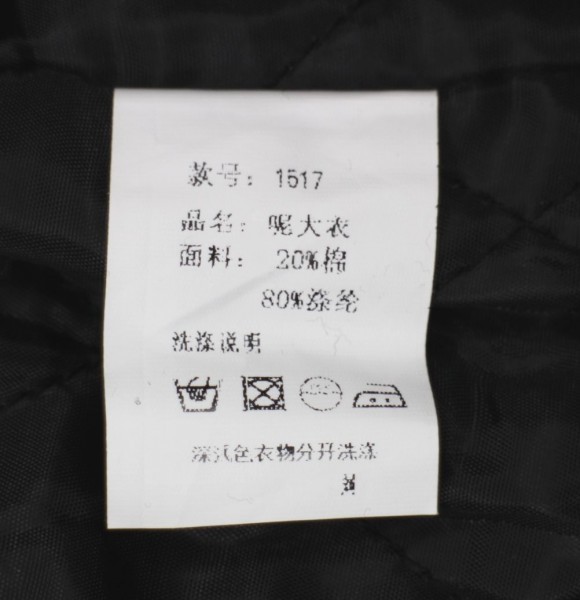 款号：1517
品名：呢大衣
面料：20%棉
80%涤纶
洗涤说明
深浅色衣物分开洗涤